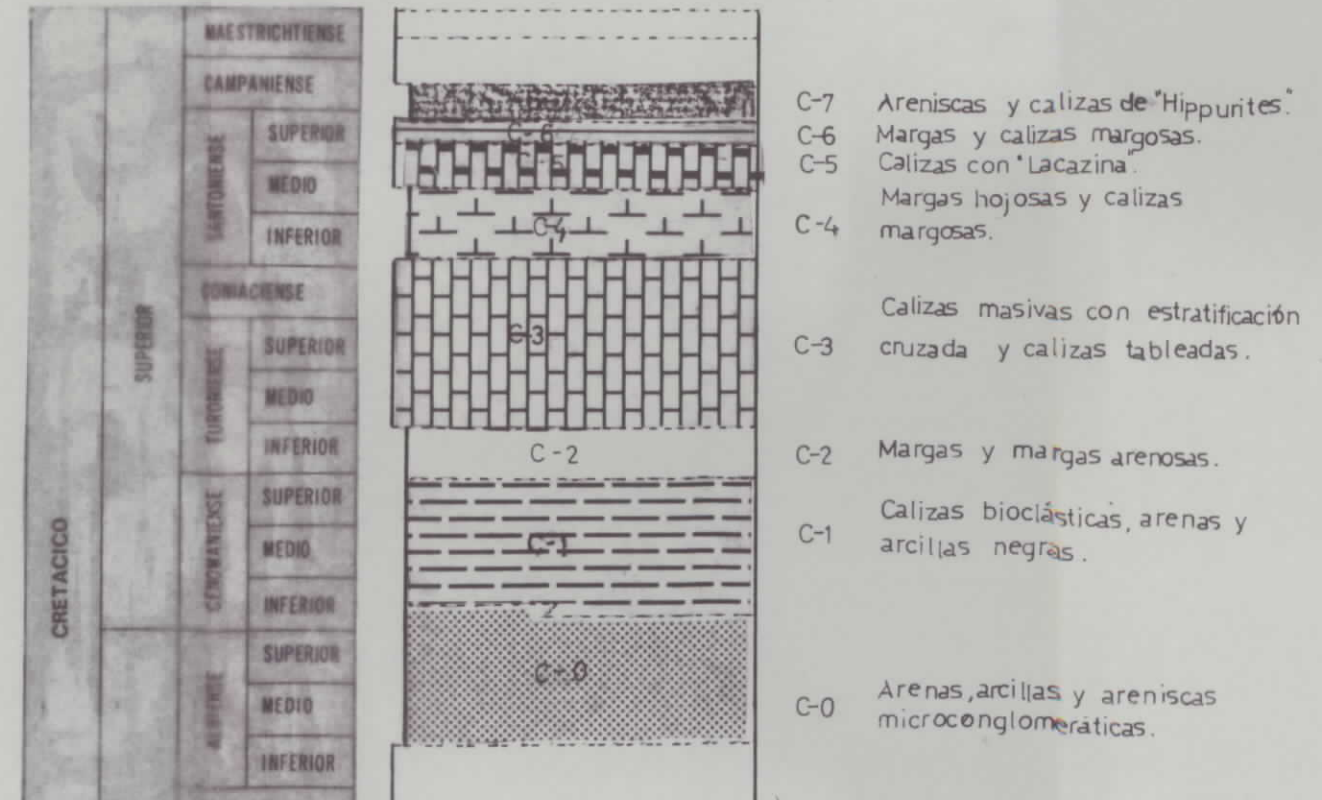 MAESTRICHTIENSE
CAMPANIENSE
SANTONIENSE
SUPERIOR
MEDIO
INFERIOR
CONIACIENSE
TURONIENSE
SUPERIOR
MEDIO
INFERIOR
CENOMANIENSE
SUPERIOR
MEDIO
INFERIOR
ALBIENSE
SUPERIOR
MEDIO
INFERIOR
SUPERIOR
CRETACICO
C-6
C-5
C-4
C-3
C-2
C-1
2
C-0
C-7 Areniscas y calizas de "Hippurites".
C-6 Margas y calizas margosas.
C-5 Calizas con "Lacazina".
C-4 Margas hojosas y calizas
margosas.
C-3 Calizas masivas con estratificación
cruzada y calizas tableadas.
C-2 Margas y margas arenosas.
C-1 Calizas bioclásticas, arenas y
arcillas negras.
C-0 Arenas, arcillas y areniscas
microconglomeráticas.